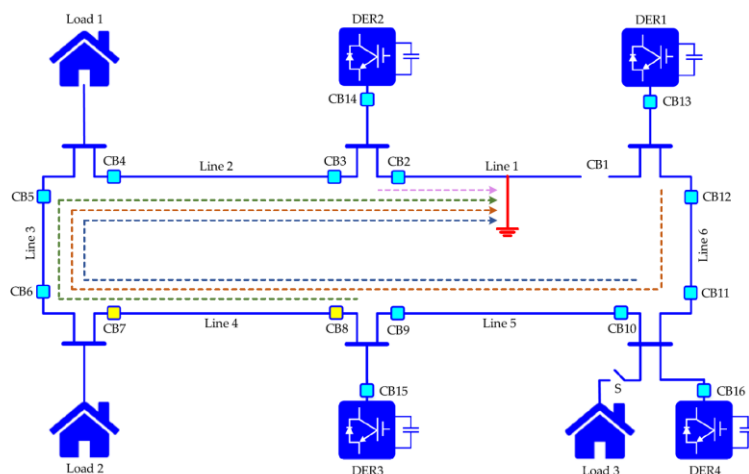 Load 1
DER2
DER1
CB14
CB13
CB4
Line 2
CB3
CB2
Line 1
CB1
CB5
CB12
Line 3
Line 6
CB6
CB11
CB7
Line 4
CB8
CB9
Line 5
CB10
S
CB15
CB16
Load 2
DER3
Load 3
DER4